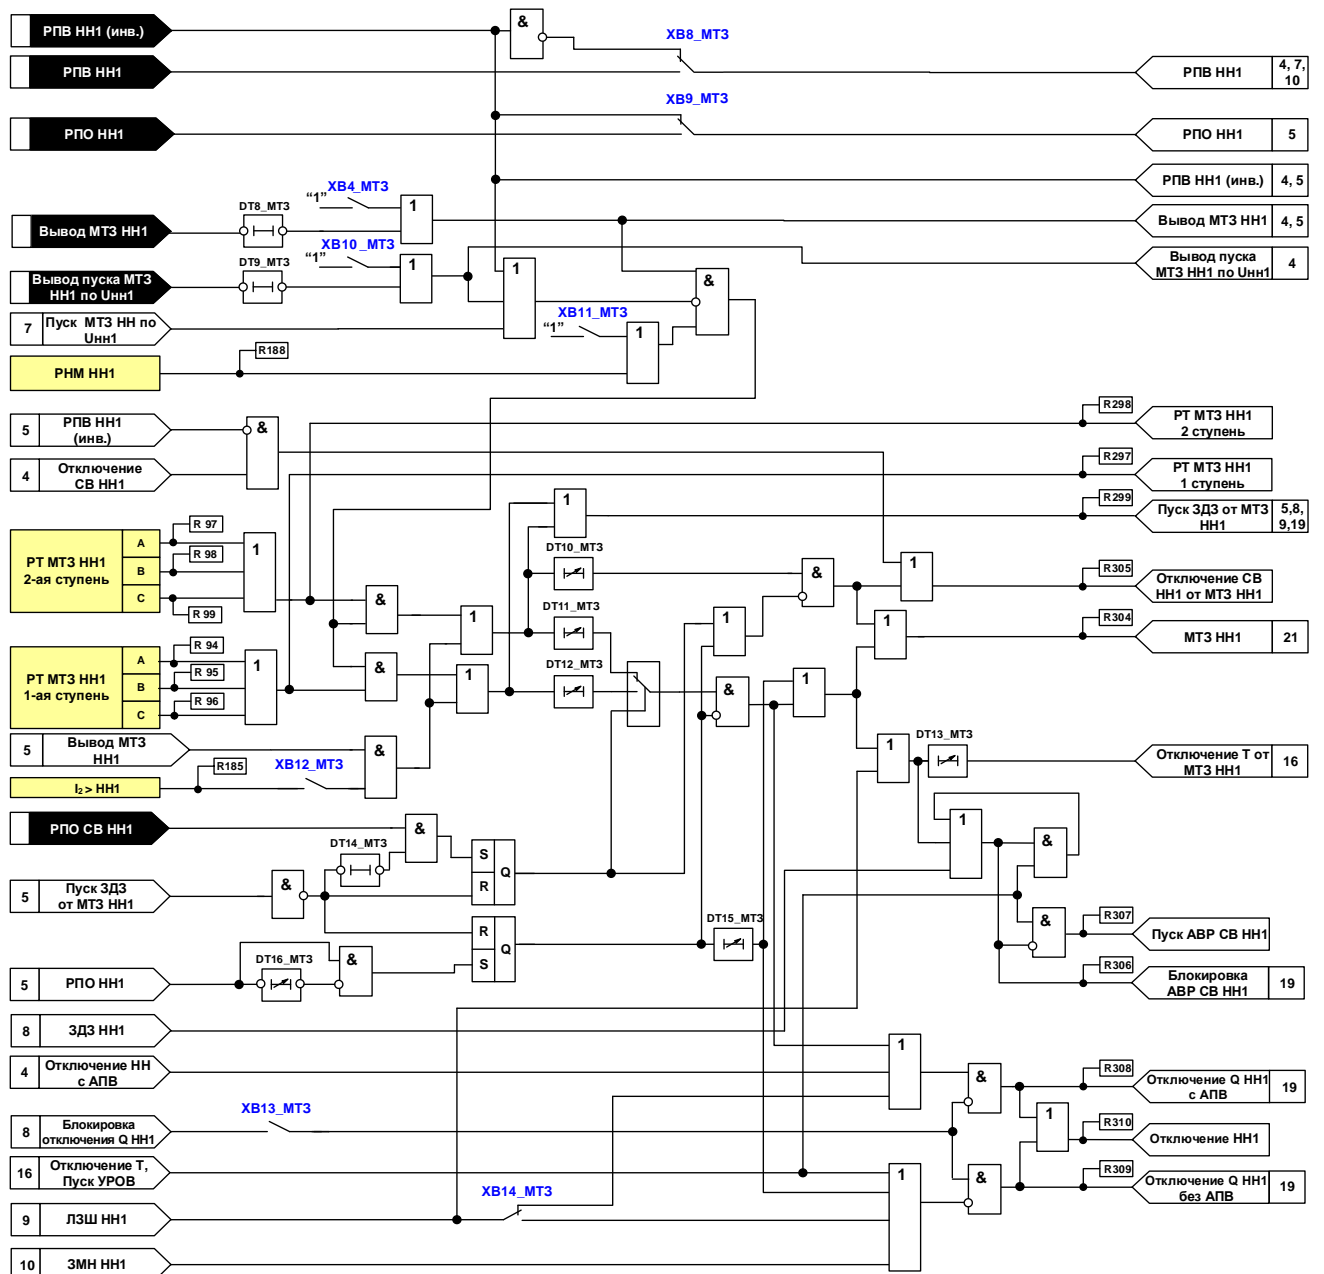 РПВ НН1 (инв.)
&
XB8_МТЗ
РПВ НН1
РПВ НН1
4, 7,
10
XB9_МТЗ
РПО НН1
РПО НН1
5
РПВ НН1 (инв.)
4, 5
XB4_МТЗ
“1”
1
DT8_МТЗ
Вывод МТЗ НН1
Вывод МТЗ НН1
4, 5
XB10_МТЗ
“1”
1
DT9_МТЗ
Вывод пуска МТЗ
НН1 по Uнн1
Вывод пуска
МТЗ НН1 по Uнн1
4
1
&
7
Пуск МТЗ НН по
Uнн1
XB11_МТЗ
“1”
1
R188
РНМ НН1
5
РПВ НН1
(инв.)
&
4
Отключение
СВ НН1
R298
РТ МТЗ НН1
2 ступень
R297
РТ МТЗ НН1
1 ступень
R299
Пуск ЗДЗ от МТЗ
НН1
5,8,
9,19
РТ МТЗ НН1
2-ая ступень
A
B
C
R 97
R 98
R 99
1
1
DT10_МТЗ
&
1
R305
Отключение СВ
НН1 от МТЗ НН1
&
1
DT11_МТЗ
1
1
R304
МТЗ НН1
21
РТ МТЗ НН1
1-ая ступень
A
B
C
R 94
R 95
R 96
1
&
1
DT12_МТЗ
&
1
5
Вывод МТЗ
НН1
&
I₂ > НН1
R185
XB12_МТЗ
1
DT13_МТЗ
Отключение Т от
МТЗ НН1
16
РПО СВ НН1
&
DT14_МТЗ
S
R
Q
1
&
5
Пуск ЗДЗ
от МТЗ НН1
&
R
S
Q
DT15_МТЗ
&
R307
Пуск АВР СВ НН1
5
РПО НН1
DT16_МТЗ
&
R306
Блокировка
АВР СВ НН1
19
8
ЗДЗ НН1
1
4
Отключение НН
с АПВ
&
R308
Отключение Q НН1
с АПВ
19
8
Блокировка
отключения Q НН1
XB13_МТЗ
1
R310
Отключение НН1
16
Отключение Т,
Пуск УРОВ
1
&
R309
Отключение Q НН1
без АПВ
19
9
ЛЗШ НН1
XB14_МТЗ
10
ЗМН НН1